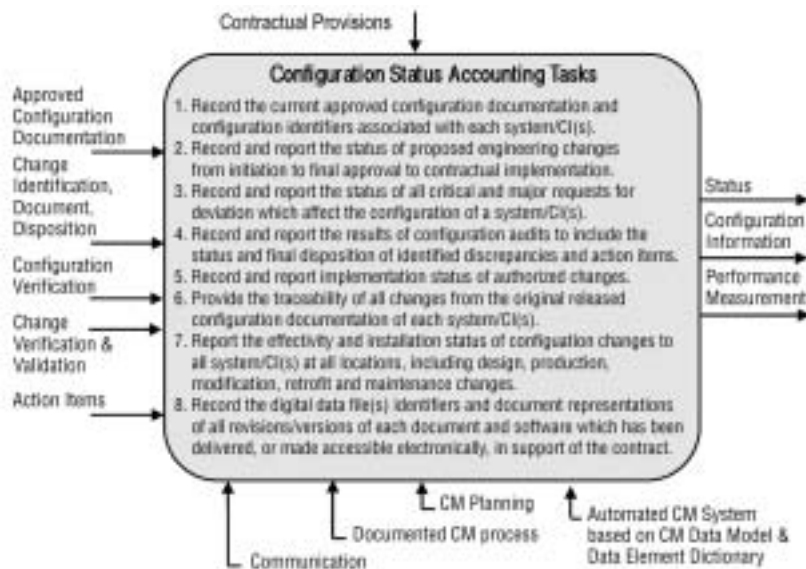 Contractual Provisions
Configuration Status Accounting Tasks
1. Record the current approved configuration documentation and
configuration identifiers associated with each system/CI(s).
2. Record and report the status of proposed engineering changes
from initiation to final approval to contractual implementation.
3. Record and report the status of all critical and major requests for
deviation which affect the configuration of a system/CI(s).
4. Record and report the results of configuration audits to include the
status and final disposition of identified discrepancies and action items.
5. Record and report implementation status of authorized changes.
6. Provide the traceability of all changes from the original released
configuration documentation of each system/CI(s).
7. Report the effectivity and installation status of configuation changes to
all system/CI(s) at all locations, including design, production,
modification, retrofit and maintenance changes.
8. Record the digital data file(s) identifiers and document representations
of all revisions/versions of each document and software which has been
delivered, or made accessible electronically, in support of the contract.
Approved
Configuration
Documentation
Change
Identification,
Document,
Disposition
Configuration
Verification
Change
Verification &
Validation
Action Items
Status
Configuration
Information
Performance
Measurement
CM Planning
Documented CM process
Communication
Automated CM System
based on CM Data Model &
Data Element Dictionary